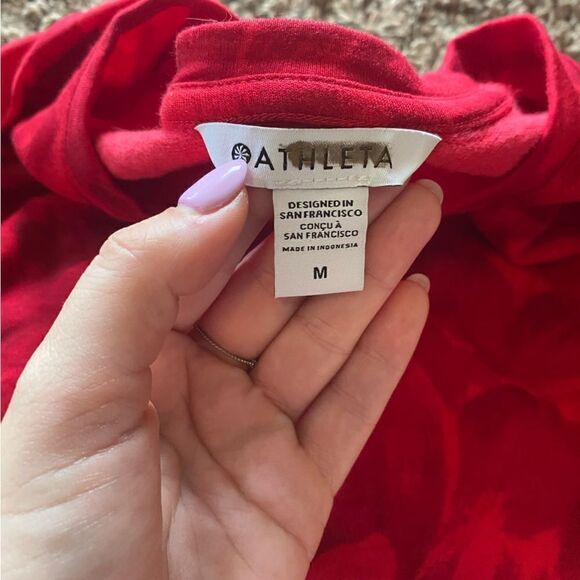 ATHLETA
DESIGNED IN
SAN FRANCISCO
CONÇU À
SAN FRANCISCO
MADE IN INDONESIA
M